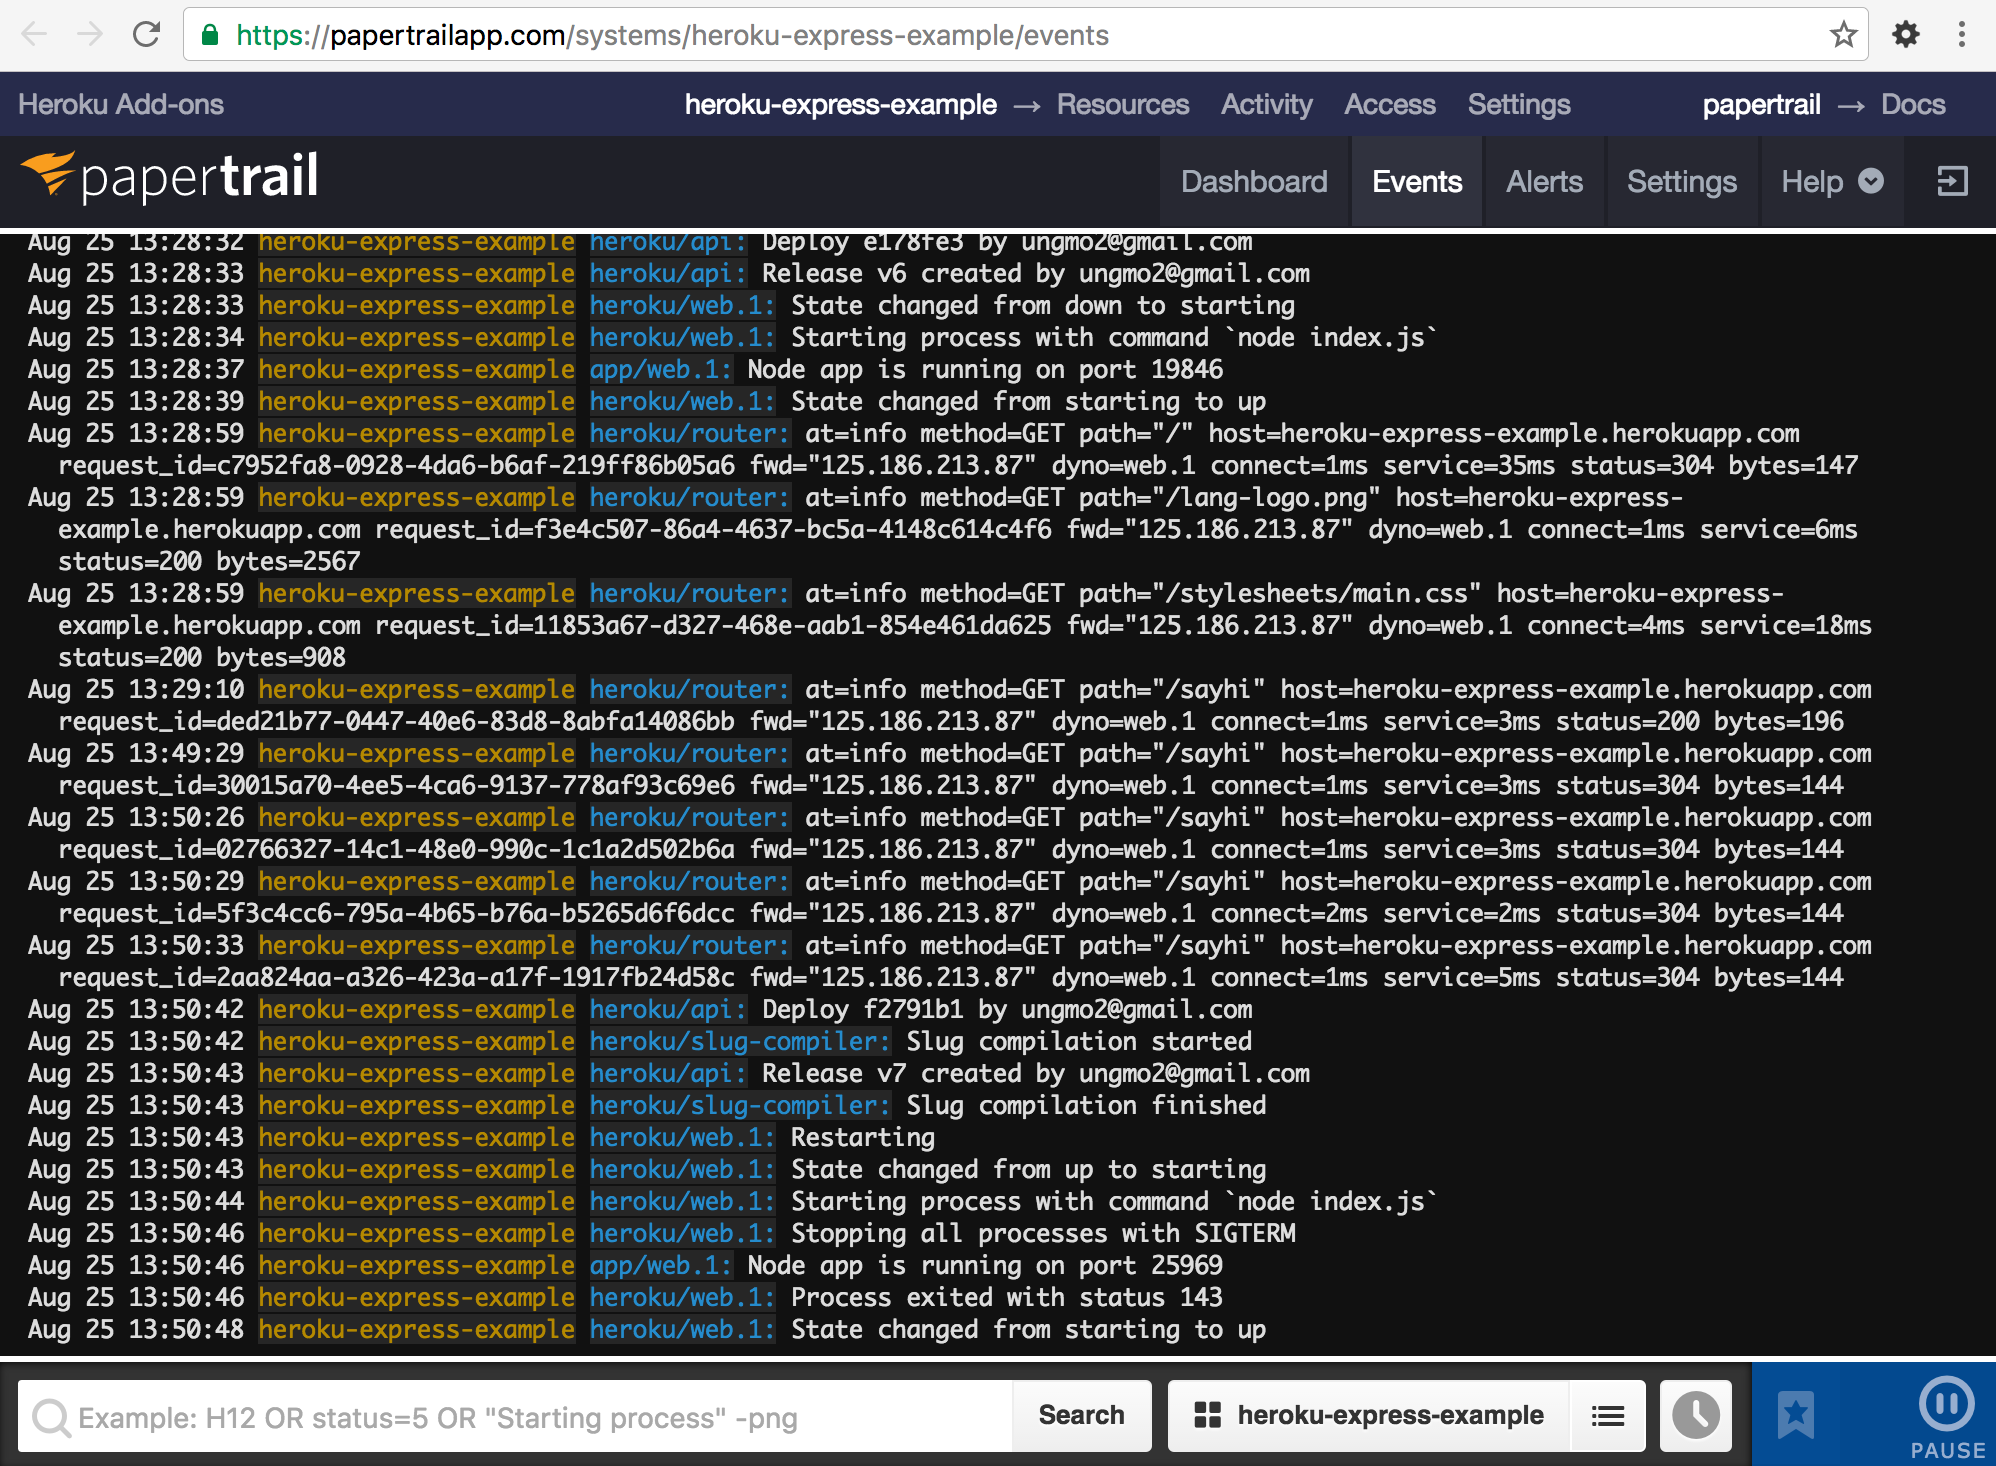 https://papertrailapp.com/systems/heroku-express-example/events
Heroku Add-ons heroku-express-example → Resources Activity Access Settings papertrail → Docs
papertrail Dashboard Events Alerts Settings Help
Aug 25 13:28:32 heroku-express-example heroku/api: Deploy e178fe3 by ungmo2@gmail.com
Aug 25 13:28:33 heroku-express-example heroku/api: Release v6 created by ungmo2@gmail.com
Aug 25 13:28:33 heroku-express-example heroku/web.1: State changed from down to starting
Aug 25 13:28:34 heroku-express-example heroku/web.1: Starting process with command `node index.js`
Aug 25 13:28:37 heroku-express-example app/web.1: Node app is running on port 19846
Aug 25 13:28:39 heroku-express-example heroku/web.1: State changed from starting to up
Aug 25 13:28:59 heroku-express-example heroku/router: at=info method=GET path="/" host=heroku-express-example.herokuapp.com
request_id=c7952fa8-0928-4da6-b6af-219ff86b05a6 fwd="125.186.213.87" dyno=web.1 connect=1ms service=35ms status=304 bytes=147
Aug 25 13:28:59 heroku-express-example heroku/router: at=info method=GET path="/lang-logo.png" host=heroku-express-
example.herokuapp.com request_id=f3e4c507-86a4-4637-bc5a-4148c614c4f6 fwd="125.186.213.87" dyno=web.1 connect=1ms service=6ms
status=200 bytes=2567
Aug 25 13:28:59 heroku-express-example heroku/router: at=info method=GET path="/stylesheets/main.css" host=heroku-express-
example.herokuapp.com request_id=11853a67-d327-468e-aab1-854e461da625 fwd="125.186.213.87" dyno=web.1 connect=4ms service=18ms
status=200 bytes=908
Aug 25 13:29:10 heroku-express-example heroku/router: at=info method=GET path="/sayhi" host=heroku-express-example.herokuapp.com
request_id=ded21b77-0447-40e6-83d8-8abfa14086bb fwd="125.186.213.87" dyno=web.1 connect=1ms service=3ms status=200 bytes=196
Aug 25 13:49:29 heroku-express-example heroku/router: at=info method=GET path="/sayhi" host=heroku-express-example.herokuapp.com
request_id=30015a70-4ee5-4ca6-9137-778af93c69e6 fwd="125.186.213.87" dyno=web.1 connect=1ms service=3ms status=304 bytes=144
Aug 25 13:50:26 heroku-express-example heroku/router: at=info method=GET path="/sayhi" host=heroku-express-example.herokuapp.com
request_id=02766327-14c1-48e0-990c-1c1a2d502b6a fwd="125.186.213.87" dyno=web.1 connect=1ms service=3ms status=304 bytes=144
Aug 25 13:50:29 heroku-express-example heroku/router: at=info method=GET path="/sayhi" host=heroku-express-example.herokuapp.com
request_id=5f3c4cc6-795a-4b65-b76a-b5265d6f6dcc fwd="125.186.213.87" dyno=web.1 connect=2ms service=2ms status=304 bytes=144
Aug 25 13:50:33 heroku-express-example heroku/router: at=info method=GET path="/sayhi" host=heroku-express-example.herokuapp.com
request_id=2aa824aa-a326-423a-a17f-1917fb24d58c fwd="125.186.213.87" dyno=web.1 connect=1ms service=5ms status=304 bytes=144
Aug 25 13:50:42 heroku-express-example heroku/api: Deploy f2791b1 by ungmo2@gmail.com
Aug 25 13:50:42 heroku-express-example heroku/slug-compiler: Slug compilation started
Aug 25 13:50:43 heroku-express-example heroku/api: Release v7 created by ungmo2@gmail.com
Aug 25 13:50:43 heroku-express-example heroku/slug-compiler: Slug compilation finished
Aug 25 13:50:43 heroku-express-example heroku/web.1: Restarting
Aug 25 13:50:43 heroku-express-example heroku/web.1: State changed from up to starting
Aug 25 13:50:44 heroku-express-example heroku/web.1: Starting process with command `node index.js`
Aug 25 13:50:46 heroku-express-example heroku/web.1: Stopping all processes with SIGTERM
Aug 25 13:50:46 heroku-express-example app/web.1: Node app is running on port 25969
Aug 25 13:50:46 heroku-express-example heroku/web.1: Process exited with status 143
Aug 25 13:50:48 heroku-express-example heroku/web.1: State changed from starting to up
Example: H12 OR status=5 OR "Starting process" -png Search heroku-express-example
PAUSE